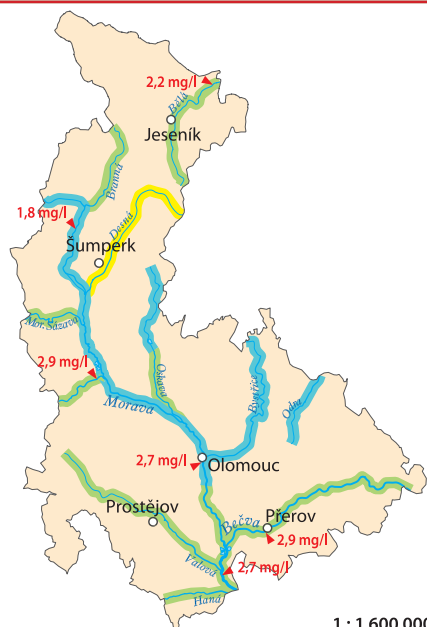 2,2 mg/l
Bělá
Jeseník
Branná
1,8 mg/l
Desná
Šumperk
Mor. Sázava
2,9 mg/l
Oskava
Morava
Bystřice
Odra
2,7 mg/l
Olomouc
Prostějov
Bečva
Přerov
2,9 mg/l
Valová
2,7 mg/l
Haná
1 : 1 600 000